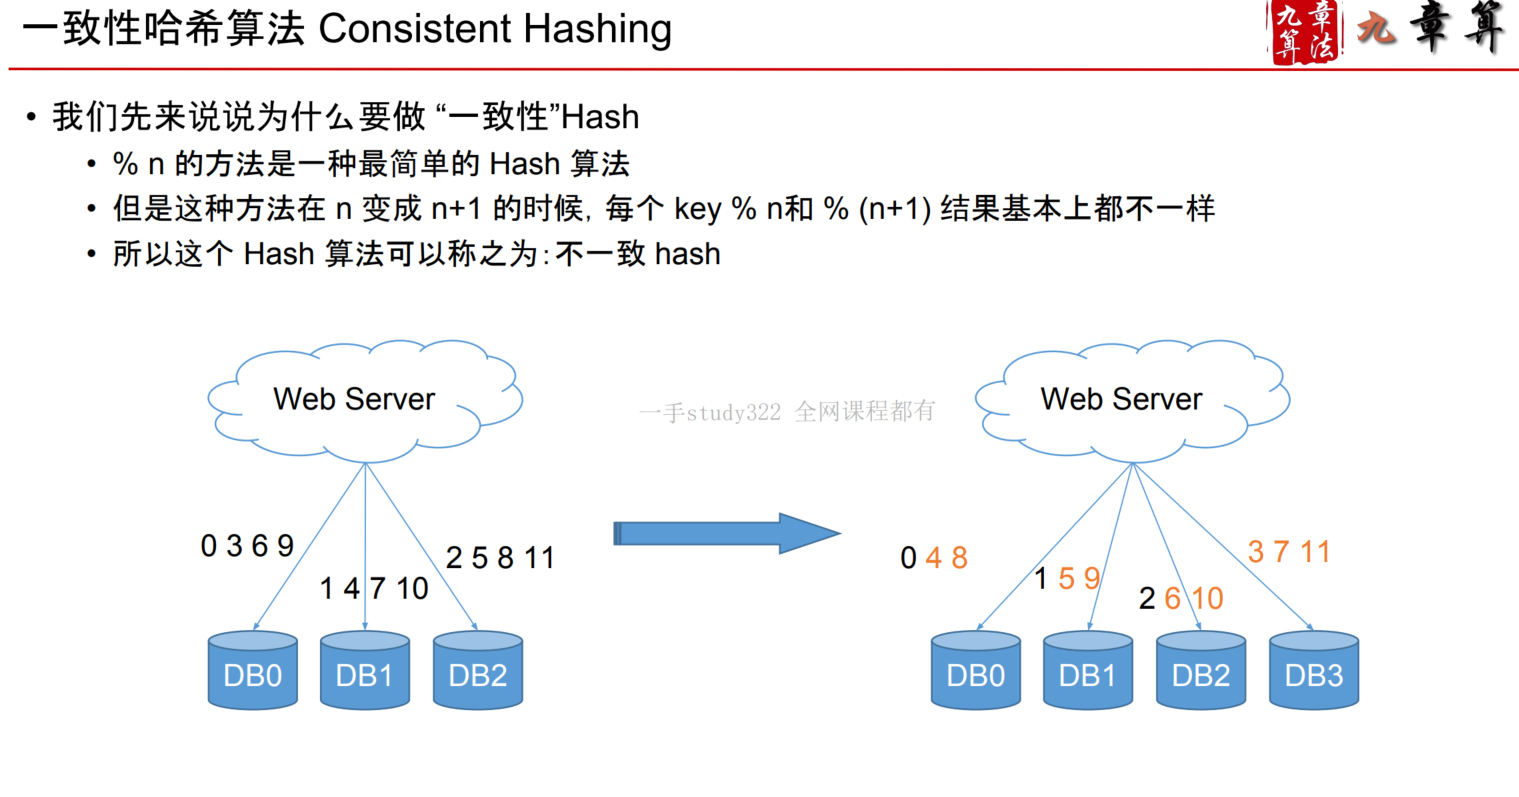 一致性哈希算法 Consistent Hashing
九章算法
九章算
• 我们先来说说为什么要做 “一致性”Hash
• % n 的方法是一种最简单的 Hash 算法
• 但是这种方法在 n 变成 n+1 的时候，每个 key % n和 % (n+1) 结果基本上都不一样
• 所以这个 Hash 算法可以称之为：不一致 hash
Web Server
0 3 6 9
1 4 7 10
2 5 8 11
DB0
DB1
DB2
一手study322 全网课程都有
Web Server
0 4 8
1 5 9
2 6 10
3 7 11
DB0
DB1
DB2
DB3